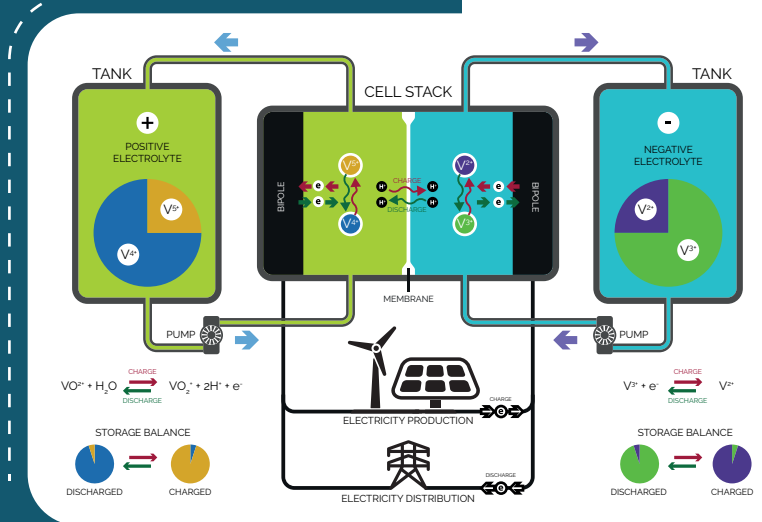 TANK
CELL STACK
TANK
+
POSITIVE
ELECTROLYTE
V⁵⁺
V⁴⁺
BIPOLE
e
e
V⁵⁺
V⁴⁺
H⁺
H⁺
CHARGE
DISCHARGE
H⁺
H⁺
V²⁺
V³⁺
e
e
BIPOLE
-
NEGATIVE
ELECTROLYTE
V²⁺
V³⁺
MEMBRANE
PUMP
PUMP
VO²⁺ + H₂O
CHARGE
DISCHARGE
VO₂⁺ + 2H⁺ + e⁻
STORAGE BALANCE
DISCHARGED
CHARGED
CHARGE
e
ELECTRICITY PRODUCTION
DISCHARGE
e
ELECTRICITY DISTRIBUTION
V³⁺ + e⁻
CHARGE
DISCHARGE
V²⁺
STORAGE BALANCE
DISCHARGED
CHARGED